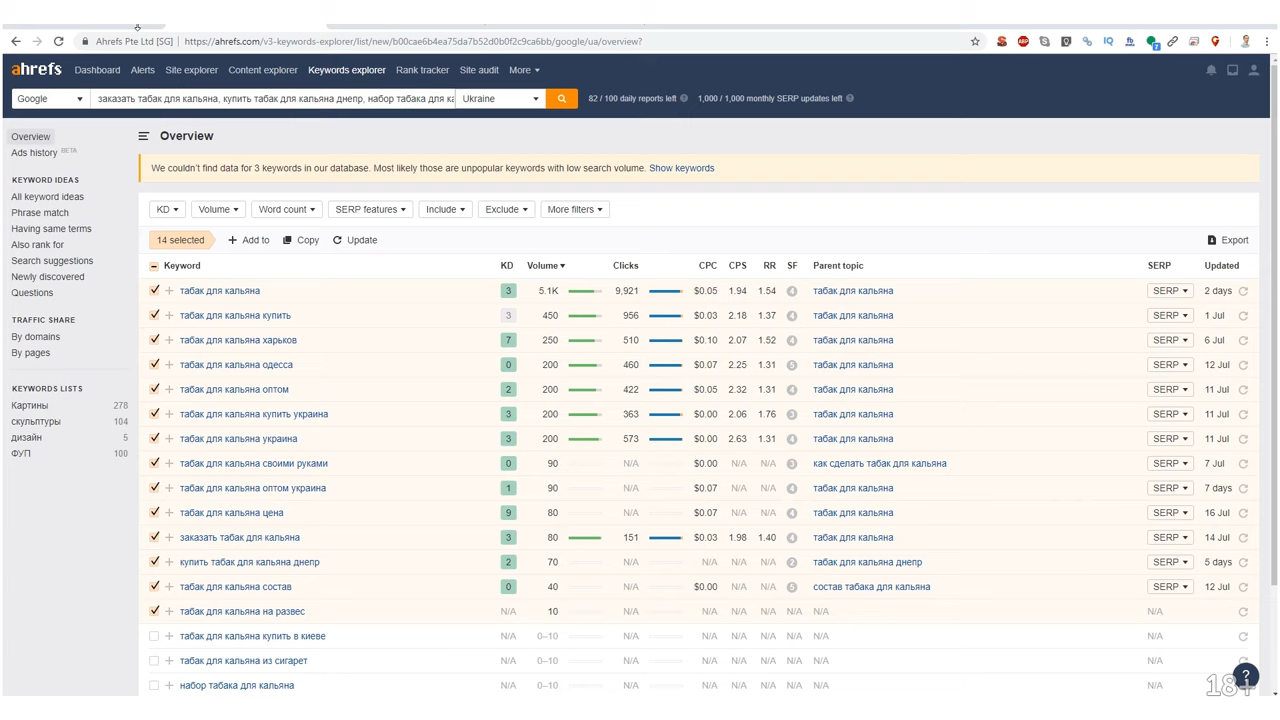 Ahrefs Pte Ltd [SG] | https://ahrefs.com/v3-keywords-explorer/list/new/b00cae6b4ea75da7b52d0b0f2c9ca6bb/google/ua/overview?
ahrefs Dashboard Alerts Site explorer Content explorer Keywords explorer Rank tracker Site audit More
Google заказать табак для кальяна, купить табак для кальяна днепр, набор табака для ка Ukraine 82 / 100 daily reports left ? 1,000 / 1,000 monthly SERP updates left ?
Overview
Ads history BETA
KEYWORD IDEAS
All keyword ideas
Phrase match
Having same terms
Also rank for
Search suggestions
Newly discovered
Questions
TRAFFIC SHARE
By domains
By pages
KEYWORDS LISTS
Картины 278
скульптуры 104
дизайн 5
ФУП 100
Overview
We couldn't find data for 3 keywords in our database. Most likely those are unpopular keywords with low search volume. Show keywords
KD Volume Word count SERP features Include Exclude More filters
14 selected + Add to Copy Update Export
Keyword KD Volume Clicks CPC CPS RR SF Parent topic SERP Updated
табак для кальяна 3 5.1K 9,921 $0.05 1.94 1.54 4 табак для кальяна SERP 2 days
табак для кальяна купить 3 450 956 $0.03 2.18 1.37 4 табак для кальяна SERP 1 Jul
табак для кальяна харьков 7 250 510 $0.10 2.07 1.52 4 табак для кальяна SERP 6 Jul
табак для кальяна одесса 0 200 460 $0.07 2.25 1.31 5 табак для кальяна SERP 12 Jul
табак для кальяна оптом 2 200 422 $0.05 2.32 1.31 4 табак для кальяна SERP 11 Jul
табак для кальяна купить украина 3 200 363 $0.00 2.06 1.76 3 табак для кальяна SERP 11 Jul
табак для кальяна украина 3 200 573 $0.00 2.63 1.31 4 табак для кальяна SERP 11 Jul
табак для кальяна своими руками 0 90 N/A $0.00 N/A N/A 3 как сделать табак для кальяна SERP 7 Jul
табак для кальяна оптом украина 1 90 N/A $0.07 N/A N/A 4 табак для кальяна SERP 7 days
табак для кальяна цена 9 80 N/A $0.07 N/A N/A 4 табак для кальяна SERP 16 Jul
заказать табак для кальяна 3 80 151 $0.03 1.98 1.40 4 табак для кальяна SERP 14 Jul
купить табак для кальяна днепр 2 70 N/A N/A N/A N/A 2 табак для кальяна днепр SERP 5 days
табак для кальяна состав 0 40 N/A $0.00 N/A N/A 5 состав табака для кальяна SERP 12 Jul
табак для кальяна на развес N/A 10 N/A N/A N/A N/A N/A N/A N/A
табак для кальяна купить в киеве N/A 0–10 N/A N/A N/A N/A N/A N/A N/A
табак для кальяна из сигарет N/A 0–10 N/A N/A N/A N/A N/A N/A N/A
набор табака для кальяна N/A 0–10 N/A N/A N/A N/A N/A N/A N/A
?
18+